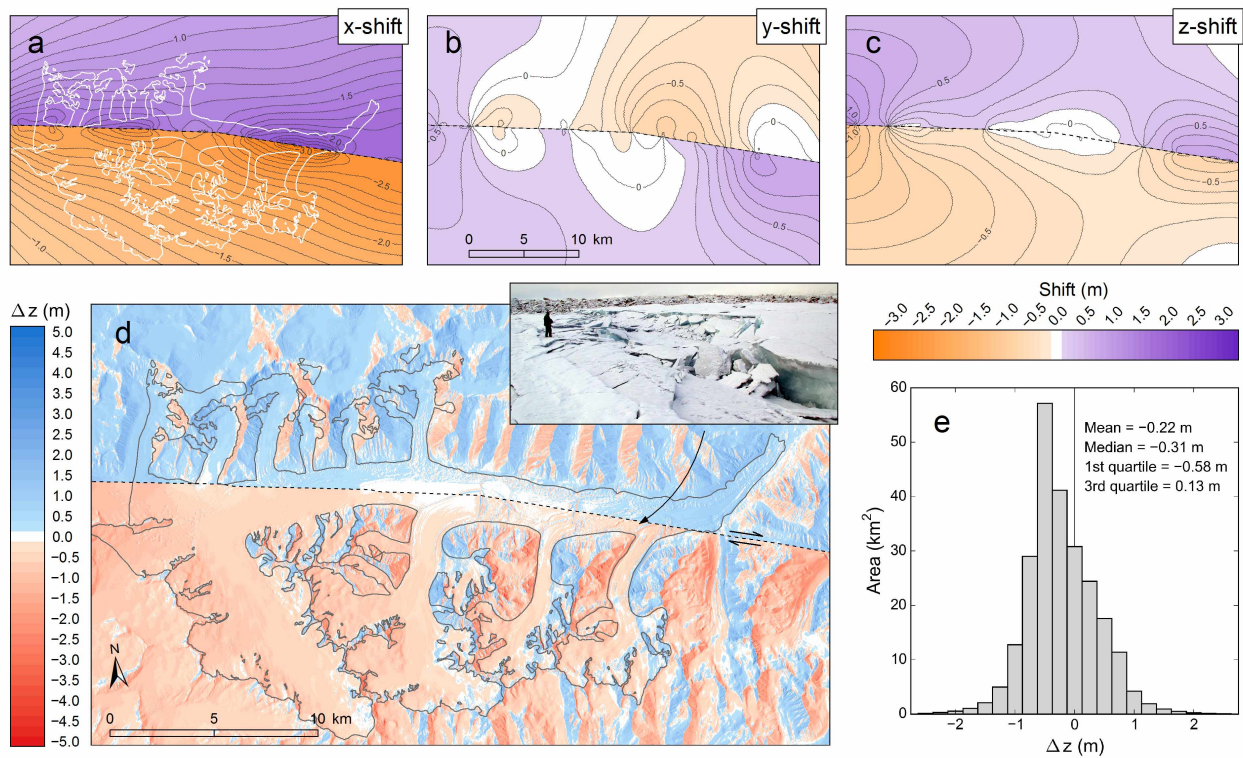 a
x-shift
1.0
1.5
−2.5
−2.0
−1.5
−1.0
b
y-shift
0
0
−0.5
0
0
0
0
0.5
0.5
0 5 10 km
c
z-shift
0.5
0.5
1.0
−1.0
0
0.5
−0.5
−0.5
Δz (m)
5.0
4.5
4.0
3.5
3.0
2.5
2.0
1.5
1.0
0.5
0.0
−0.5
−1.0
−1.5
−2.0
−2.5
−3.0
−3.5
−4.0
−4.5
−5.0
d
N
0 5 10 km
Shift (m)
−3.0 −2.5 −2.0 −1.5 −1.0 −0.5 0.0 0.5 1.0 1.5 2.0 2.5 3.0
e
Mean = −0.22 m
Median = −0.31 m
1st quartile = −0.58 m
3rd quartile = 0.13 m
Area (km²)
60
50
40
30
20
10
0
−2 −1 0 1 2
Δz (m)